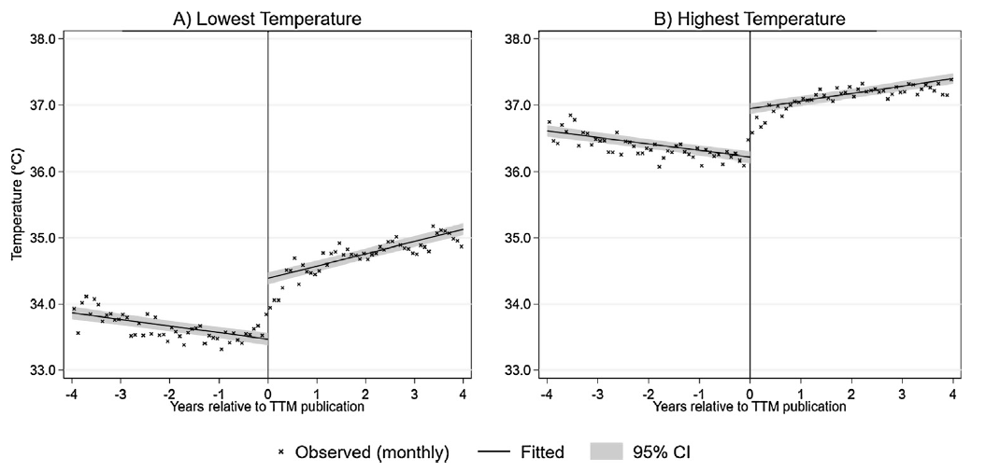 A) Lowest Temperature
B) Highest Temperature
Temperature (°C)
38.0
37.0
36.0
35.0
34.0
33.0
-4 -3 -2 -1 0 1 2 3 4
Years relative to TTM publication
38.0
37.0
36.0
35.0
34.0
33.0
-4 -3 -2 -1 0 1 2 3 4
Years relative to TTM publication
Observed (monthly) Fitted 95% CI